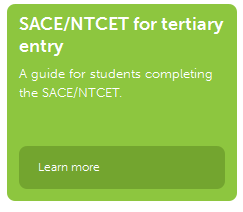 SACE/NTCET for tertiary
entry
A guide for students completing
the SACE/NTCET.
Learn more